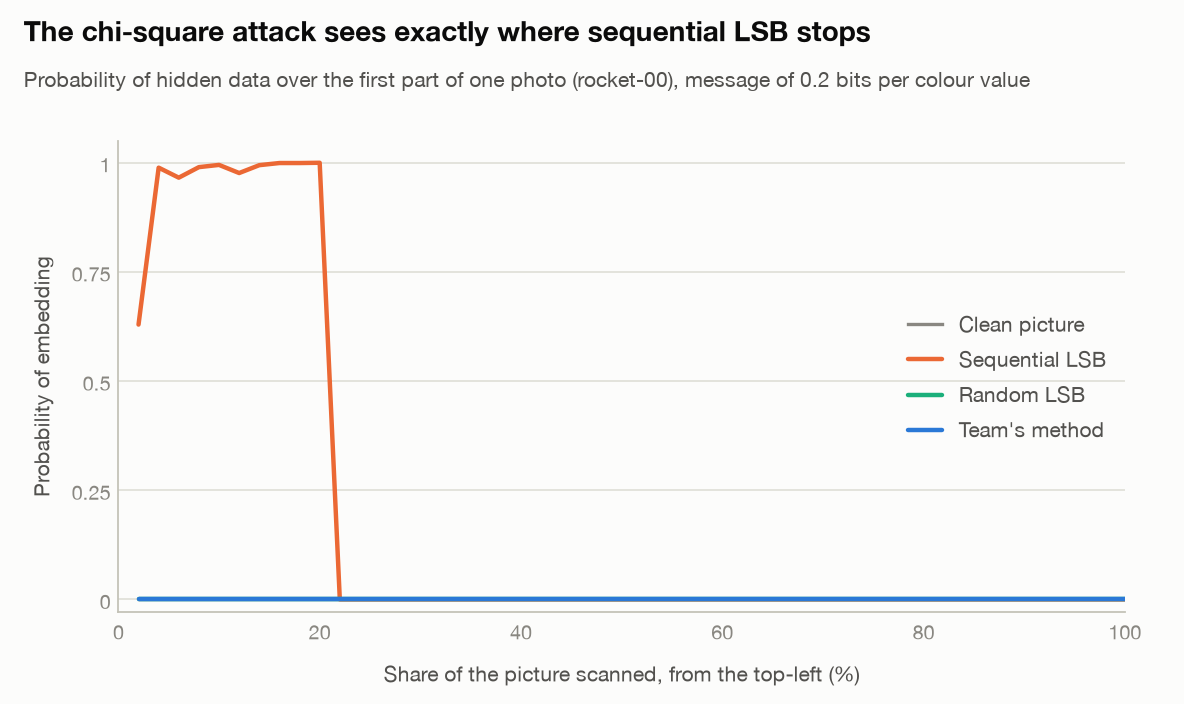 The chi-square attack sees exactly where sequential LSB stops
Probability of hidden data over the first part of one photo (rocket-00), message of 0.2 bits per colour value
1
0.75
0.5
0.25
0
Probability of embedding
Clean picture
Sequential LSB
Random LSB
Team's method
0 20 40 60 80 100
Share of the picture scanned, from the top-left (%)